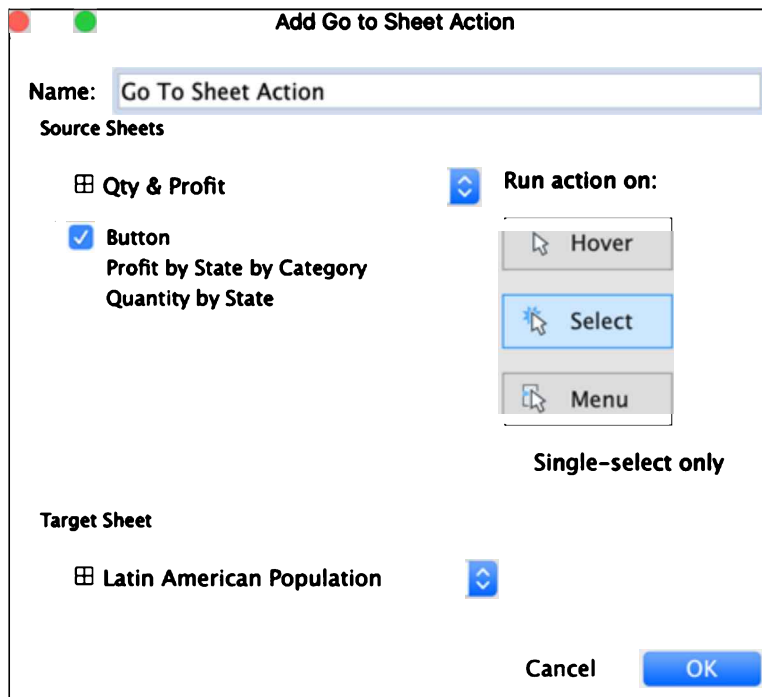 Add Go to Sheet Action
Name: Go To Sheet Action
Source Sheets
Qty & Profit
Run action on:
Button
Profit by State by Category
Quantity by State
Hover
Select
Menu
Single-select only
Target Sheet
Latin American Population
Cancel OK